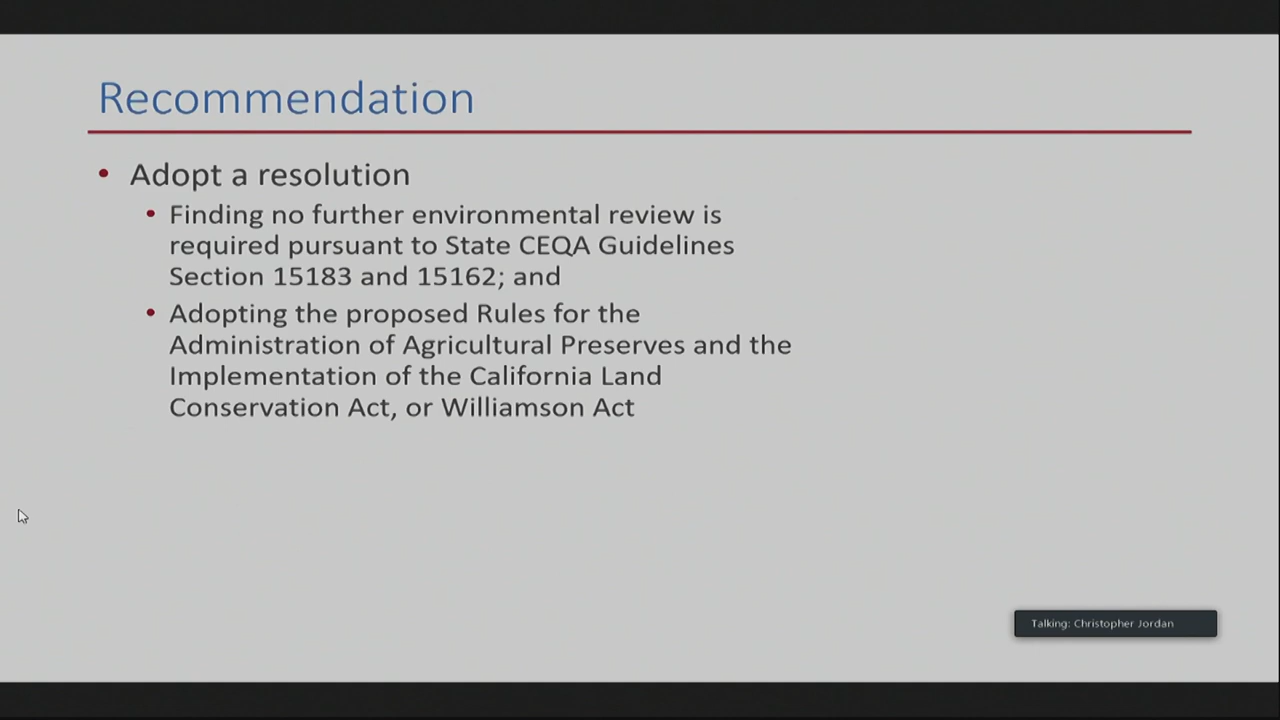 Recommendation
• Adopt a resolution
• Finding no further environmental review is
required pursuant to State CEQA Guidelines
Section 15183 and 15162; and
• Adopting the proposed Rules for the
Administration of Agricultural Preserves and the
Implementation of the California Land
Conservation Act, or Williamson Act
Talking: Christopher Jordan